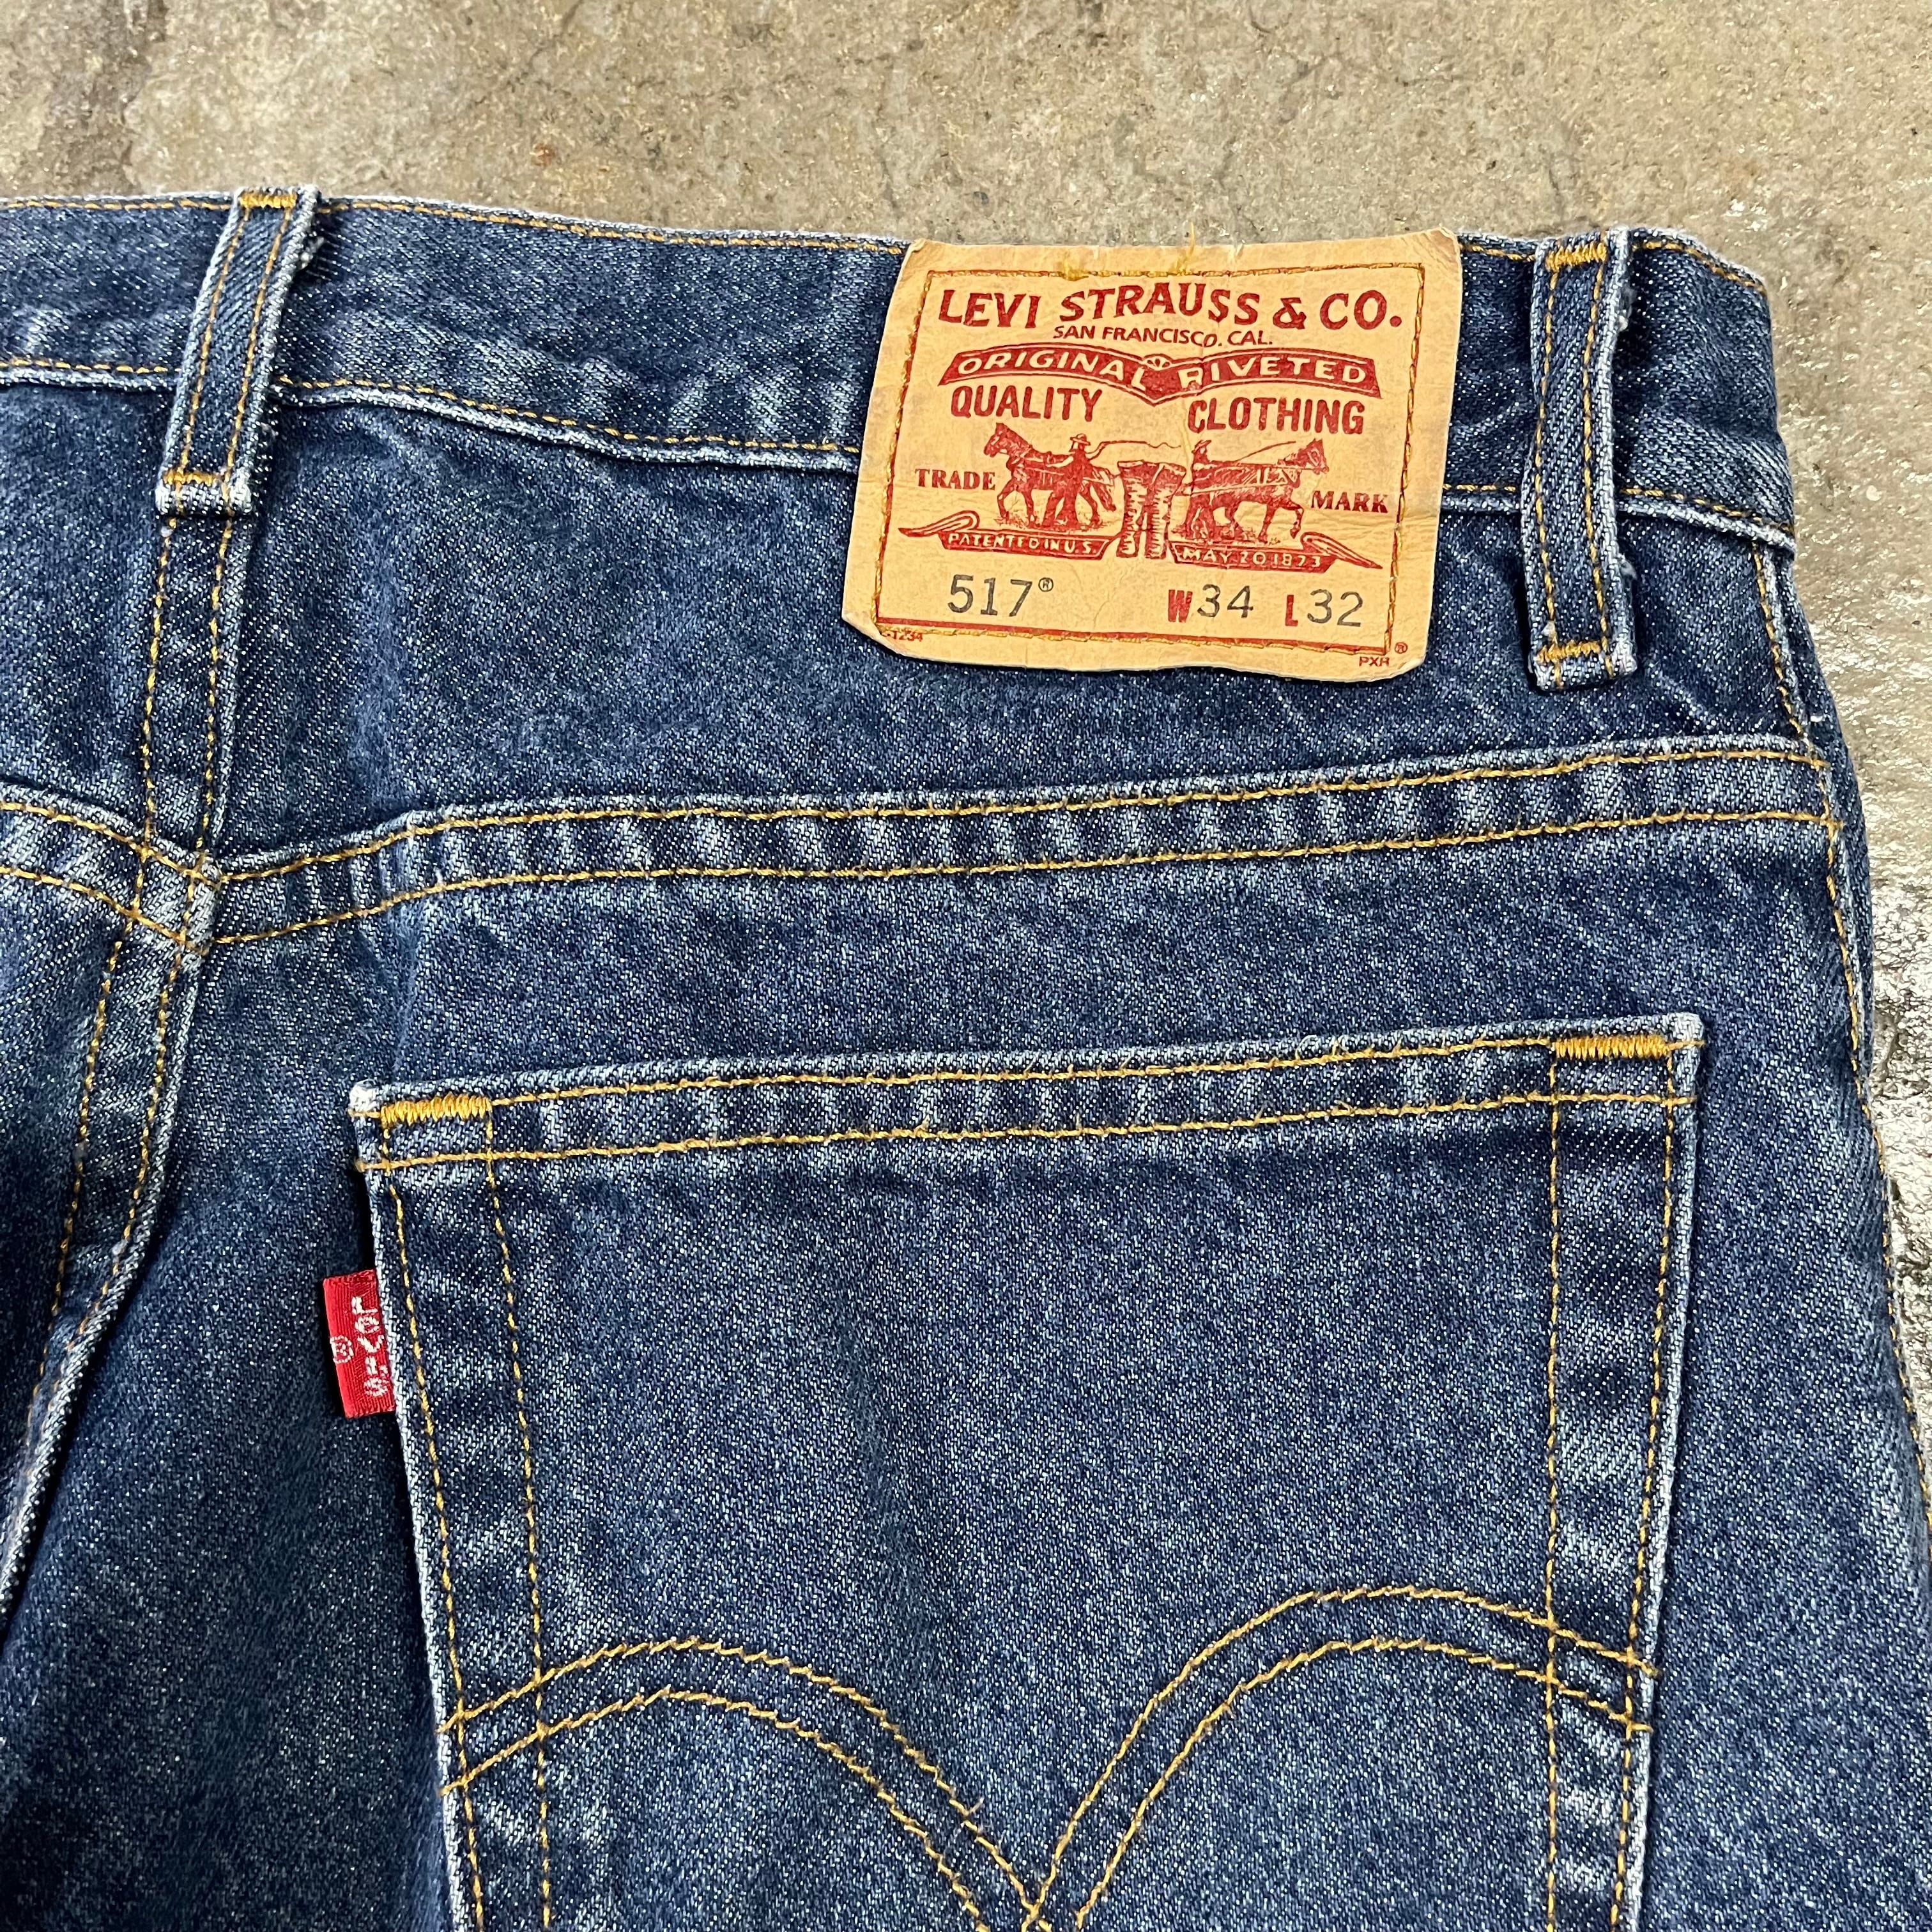 LEVI STRAUSS & CO.
SAN FRANCISCO. CAL.
ORIGINAL RIVETED
QUALITY CLOTHING
TRADE MARK
PATENTED IN U.S. MAY 20 1873
517® W34 L32
®
PXR
LEVI'S
®